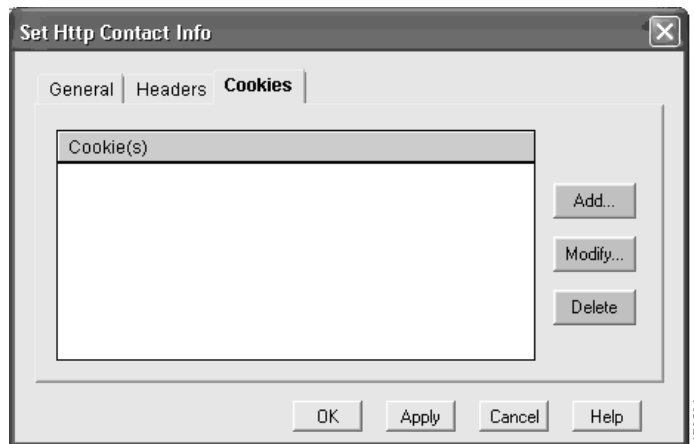 Set Http Contact Info
General Headers Cookies
Cookie(s)
Add...
Modify...
Delete
OK Apply Cancel Help